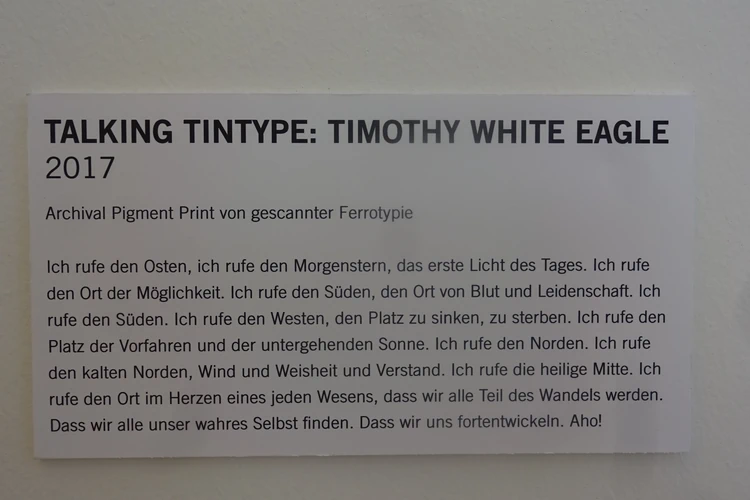 TALKING TINTYPE: TIMOTHY WHITE EAGLE
2017
Archival Pigment Print von gescannter Ferrotypie
Ich rufe den Osten, ich rufe den Morgenstern, das erste Licht des Tages. Ich rufe
den Ort der Möglichkeit. Ich rufe den Süden, den Ort von Blut und Leidenschaft. Ich
rufe den Süden. Ich rufe den Westen, den Platz zu sinken, zu sterben. Ich rufe den
Platz der Vorfahren und der untergehenden Sonne. Ich rufe den Norden. Ich rufe
den kalten Norden, Wind und Weisheit und Verstand. Ich rufe die heilige Mitte. Ich
rufe den Ort im Herzen eines jeden Wesens, dass wir alle Teil des Wandels werden.
Dass wir alle unser wahres Selbst finden. Dass wir uns fortentwickeln. Aho!